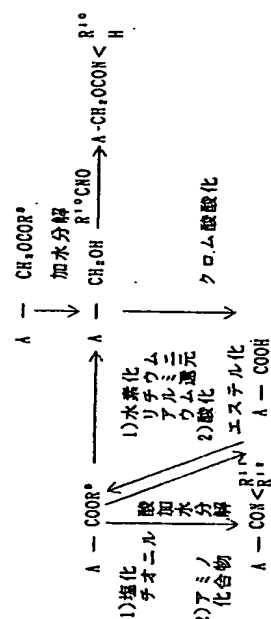 A — CH₂OCOR⁹
加水分解
R¹⁰CNO
A — COOR⁹
A — CH₂OH
A-CH₂OCON<
R¹⁰
H
1)塩化
チオニル
2)アミノ
化合物
酸
加
水
分
解
1)水素化
リチウム
アルミニ
ウム還元
2)酸化
クロム酸酸化
エステル化
A — CON<
R¹¹
R¹⁰
A — COOH